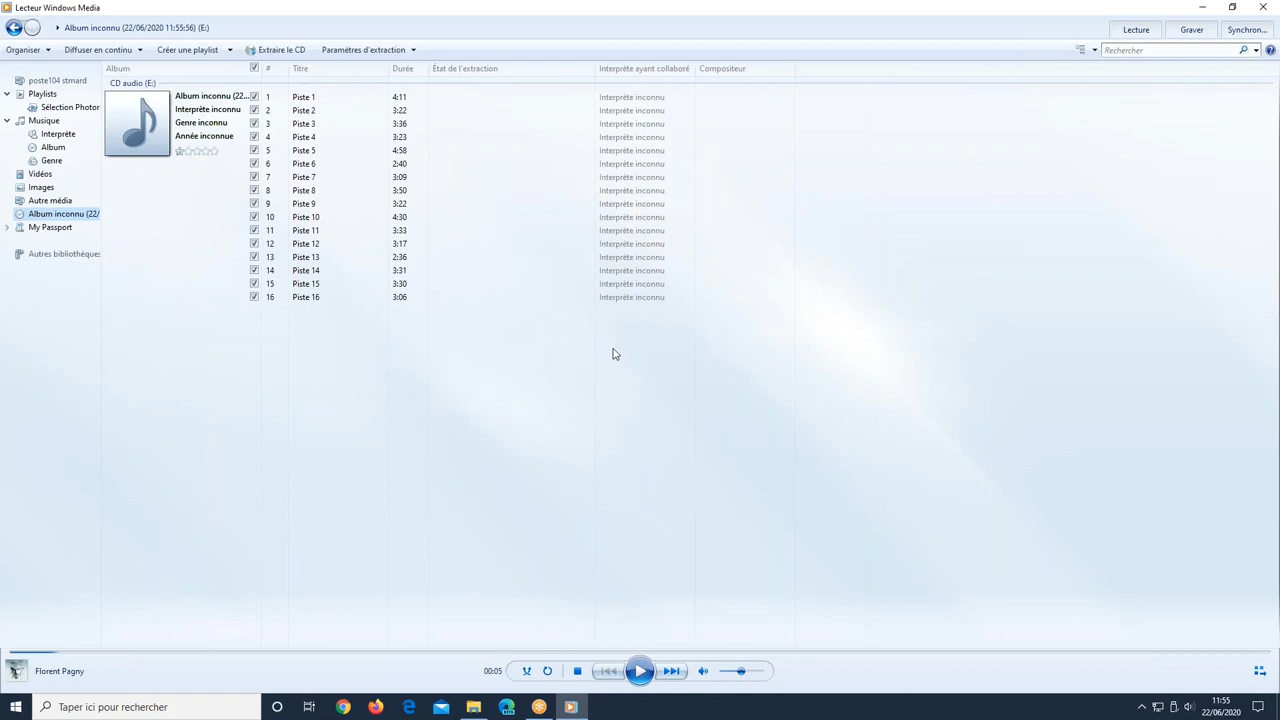 Lecteur Windows Media
Album inconnu (22/06/2020 11:55:56) (E:)
Lecture Graver Synchron...
Organiser Diffuser en continu Créer une playlist Extraire le CD Paramètres d'extraction Rechercher
Album # Titre Durée État de l'extraction Interprète ayant collaboré Compositeur
poste104 stmard
Playlists
Sélection Photor
Musique
Interprète
Album
Genre
Vidéos
Images
Autre média
Album inconnu (22/
My Passport
Autres bibliothèques
CD audio (E:)
Album inconnu (22...
Interprète inconnu
Genre inconnu
Année inconnue
1 Piste 1 4:11 Interprète inconnu
2 Piste 2 3:22 Interprète inconnu
3 Piste 3 3:36 Interprète inconnu
4 Piste 4 3:23 Interprète inconnu
5 Piste 5 4:58 Interprète inconnu
6 Piste 6 2:40 Interprète inconnu
7 Piste 7 3:09 Interprète inconnu
8 Piste 8 3:50 Interprète inconnu
9 Piste 9 3:22 Interprète inconnu
10 Piste 10 4:30 Interprète inconnu
11 Piste 11 3:33 Interprète inconnu
12 Piste 12 3:17 Interprète inconnu
13 Piste 13 2:36 Interprète inconnu
14 Piste 14 3:31 Interprète inconnu
15 Piste 15 3:30 Interprète inconnu
16 Piste 16 3:06 Interprète inconnu
Florent Pagny 00:05
Taper ici pour rechercher
11:55
22/06/2020